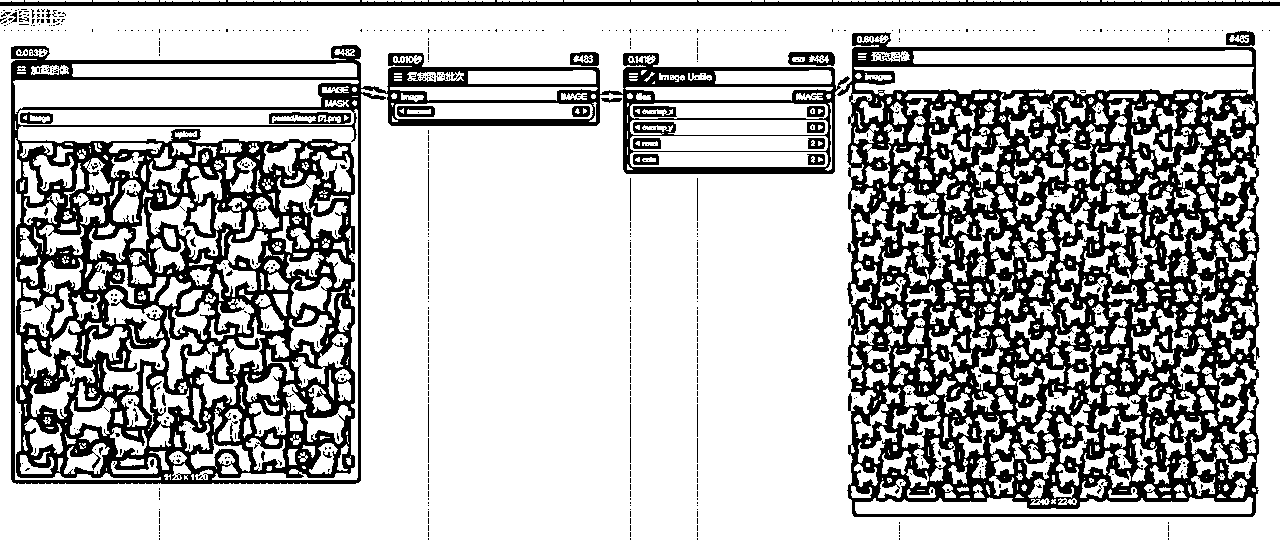 多图拼接
0.083秒 #482
加载图像
IMAGE
MASK
image pasted/image (7).png
upload
1120 x 1120
0.010秒 #483
复制图像批次
image IMAGE
amount 4
0.141秒 #484
Image Untile
tiles IMAGE
overlap_x 0
overlap_y 0
rows 2
cols 2
0.604秒 #485
预览图像
images
2240 x 2240